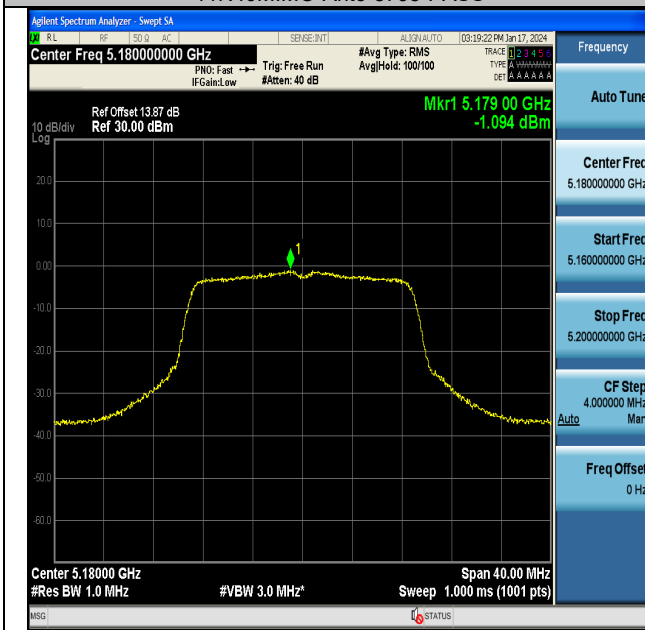 Agilent Spectrum Analyzer - Swept SA
LXI RL RF 50 Ω AC SENSE:INT ALIGN AUTO 03:19:22 PM Jan 17, 2024
Center Freq 5.180000000 GHz
PNO: Fast
IFGain:Low
Trig: Free Run
#Atten: 40 dB
#Avg Type: RMS
Avg|Hold: 100/100
TRACE 1 2 3 4 5 6
TYPE A
DET A A A A A A
Frequency
Mkr1 5.179 00 GHz
-1.094 dBm
Ref Offset 13.87 dB
10 dB/div Ref 30.00 dBm
Log
20.0
10.0
0.00
-10.0
-20.0
-30.0
-40.0
-50.0
-60.0
1
Center 5.18000 GHz Span 40.00 MHz
#Res BW 1.0 MHz #VBW 3.0 MHz* Sweep 1.000 ms (1001 pts)
MSG STATUS
Auto Tune
Center Freq
5.180000000 GHz
Start Freq
5.160000000 GHz
Stop Freq
5.200000000 GHz
CF Step
4.000000 MHz
Auto Man
Freq Offset
0 Hz